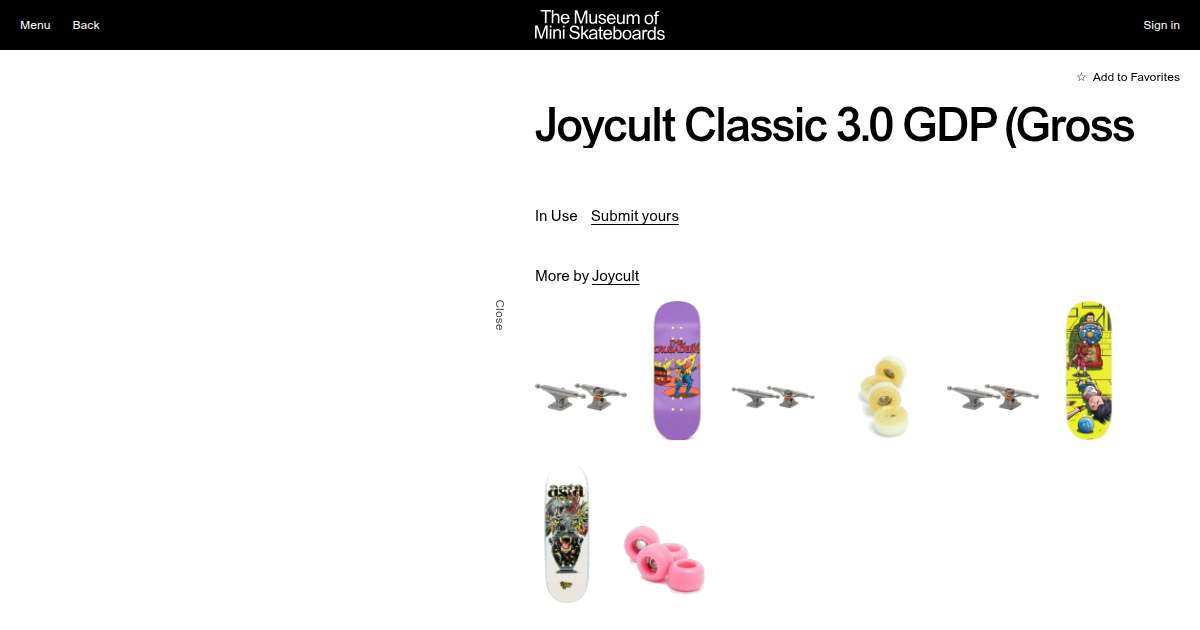 Menu Back
The Museum of
Mini Skateboards
Sign in
☆ Add to Favorites
Joycult Classic 3.0 GDP (Gross
In Use Submit yours
More by Joycult
Close
CRUSADERS
asta